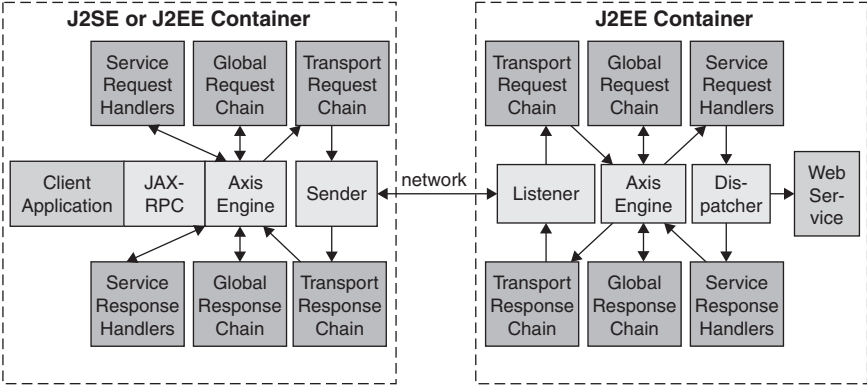 J2SE or J2EE Container
Service
Request
Handlers
Global
Request
Chain
Transport
Request
Chain
Client
Application
JAX-
RPC
Axis
Engine
Sender
Service
Response
Handlers
Global
Response
Chain
Transport
Response
Chain
network
J2EE Container
Transport
Request
Chain
Global
Request
Chain
Service
Request
Handlers
Listener
Axis
Engine
Dis-
patcher
Web
Ser-
vice
Transport
Response
Chain
Global
Response
Chain
Service
Response
Handlers